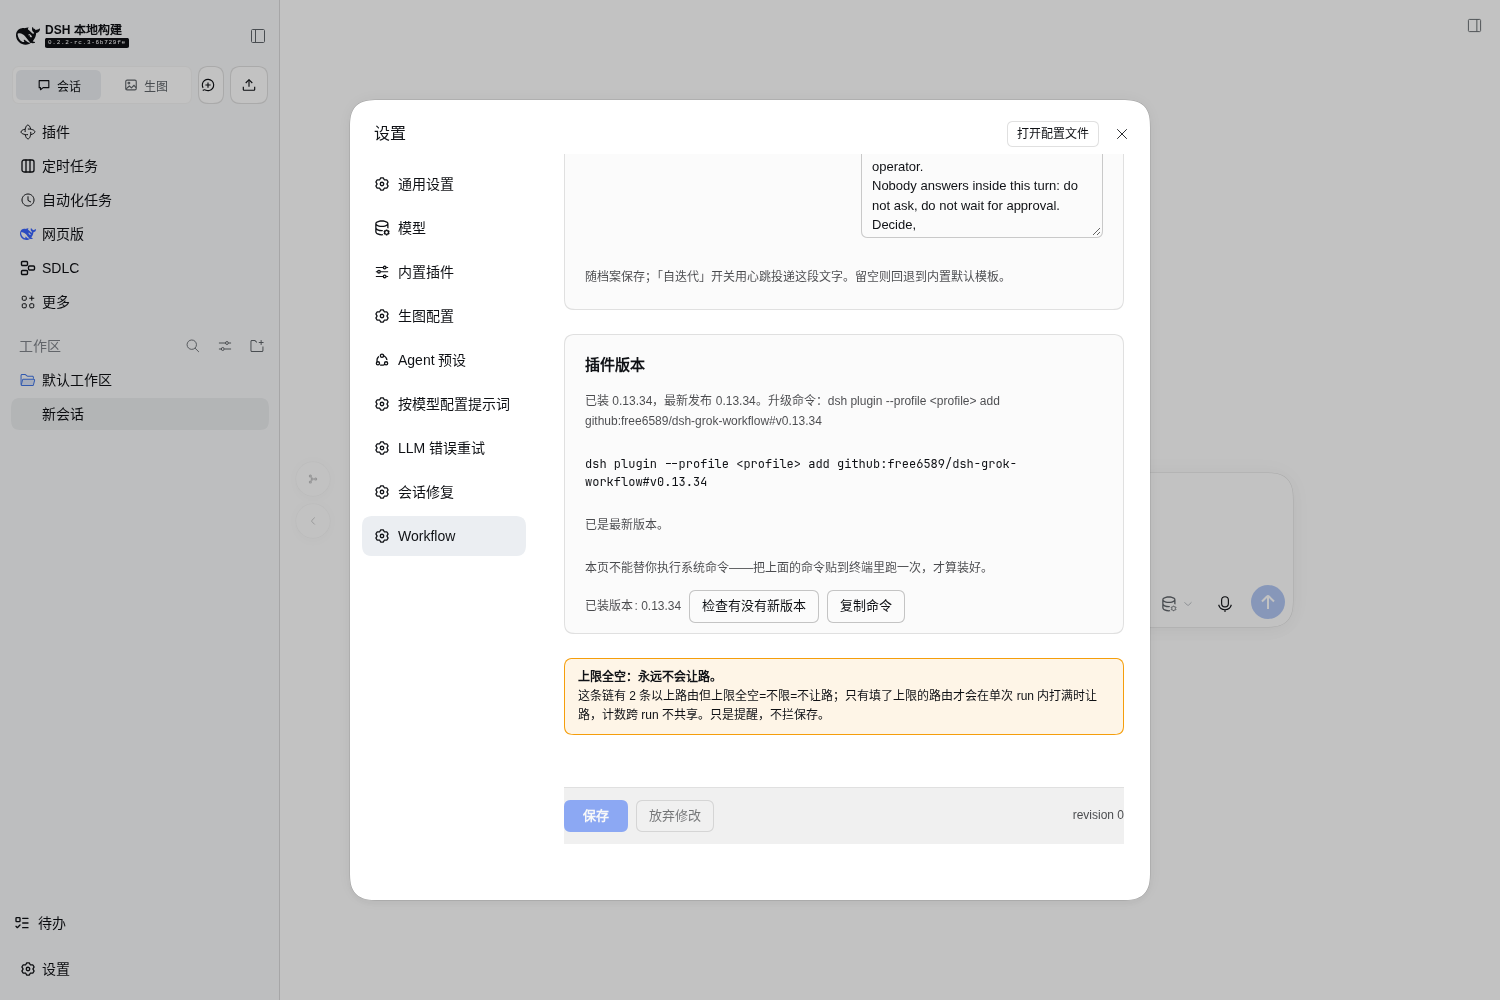 DSH 本地构建
0.2.2-rc.3-6b729fe
会话
生图
插件
定时任务
自动化任务
网页版
SDLC
更多
工作区
默认工作区
新会话
待办
设置
设置
打开配置文件
通用设置
模型
内置插件
生图配置
Agent 预设
按模型配置提示词
LLM 错误重试
会话修复
Workflow
operator.
Nobody answers inside this turn: do
not ask, do not wait for approval.
Decide,
随档案保存；「自迭代」开关用心跳投递这段文字。留空则回退到内置默认模板。
插件版本
已装 0.13.34，最新发布 0.13.34。升级命令：dsh plugin --profile <profile> add
github:free6589/dsh-grok-workflow#v0.13.34
dsh plugin --profile <profile> add github:free6589/dsh-grok-
workflow#v0.13.34
已是最新版本。
本页不能替你执行系统命令——把上面的命令贴到终端里跑一次，才算装好。
已装版本: 0.13.34
检查有没有新版本
复制命令
上限全空：永远不会让路。
这条链有 2 条以上路由但上限全空=不限=不让路；只有填了上限的路由才会在单次 run 内打满时让
路，计数跨 run 不共享。只是提醒，不拦保存。
保存
放弃修改
revision 0